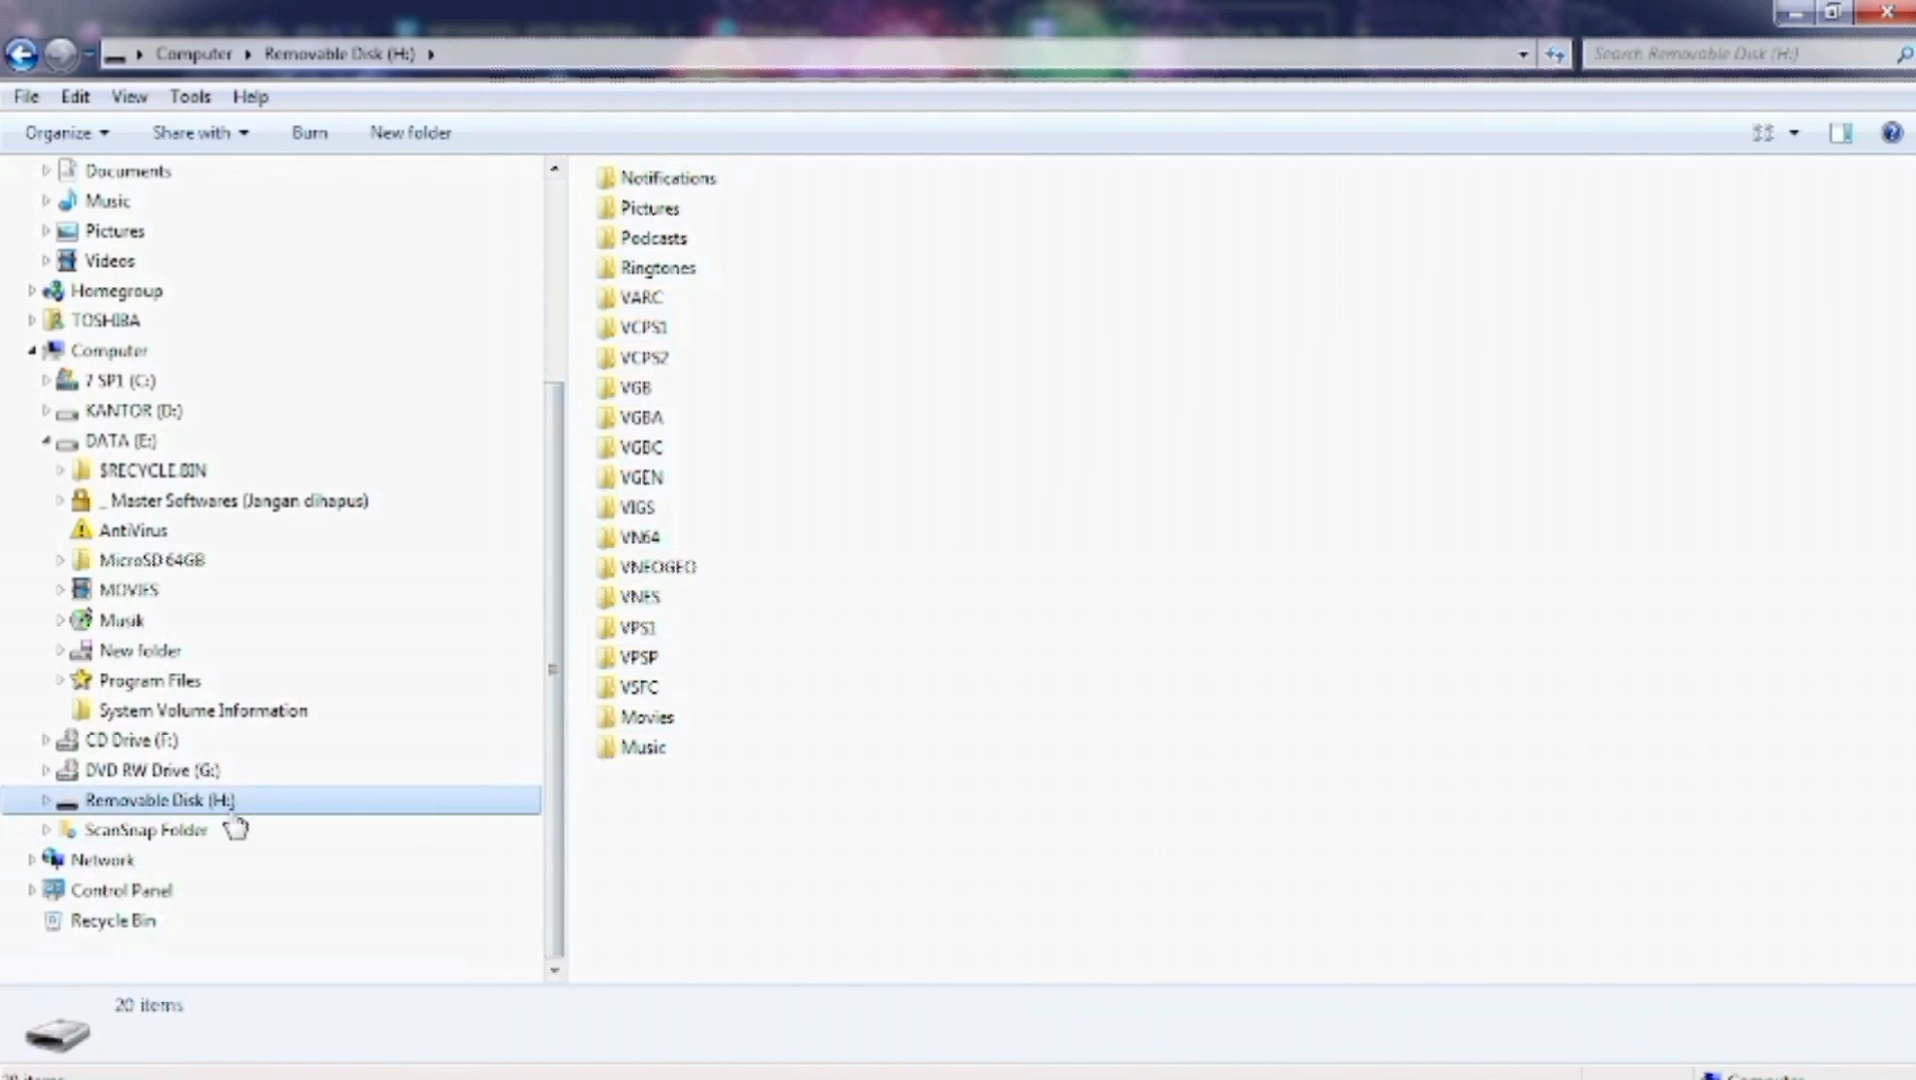 Computer Removable Disk (H:)
Search Removable Disk (H:)
File Edit View Tools Help
Organize Share with Burn New folder
Documents
Music
Pictures
Videos
Homegroup
TOSHIBA
Computer
7 SP1 (C:)
KANTOR (D:)
DATA (E:)
$RECYCLE.BIN
_ Master Softwares (Jangan dihapus)
AntiVirus
MicroSD 64GB
MOVIES
Musik
New folder
Program Files
System Volume Information
CD Drive (F:)
DVD RW Drive (G:)
Removable Disk (H:)
ScanSnap Folder
Network
Control Panel
Recycle Bin
Notifications
Pictures
Podcasts
Ringtones
VARC
VCPS1
VCPS2
VGB
VGBA
VGBC
VGEN
VIGS
VN64
VNEOGEO
VNES
VPS1
VPSP
VSFC
Movies
Music
20 items